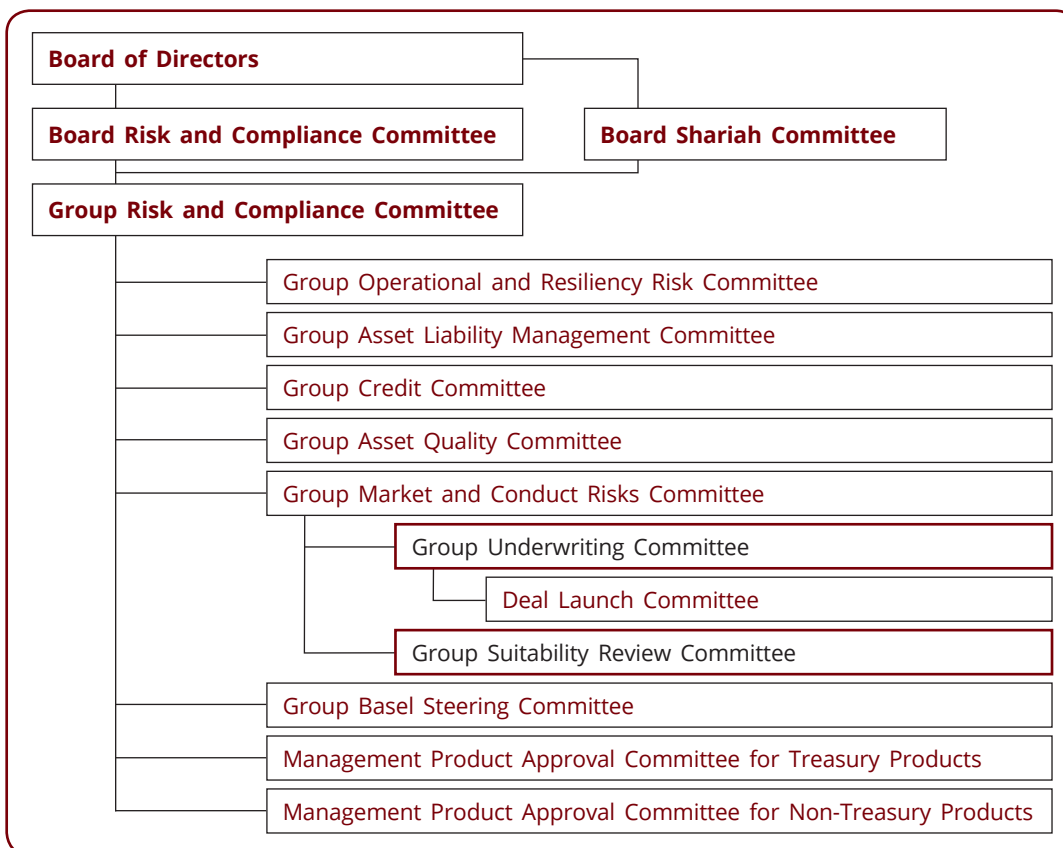 Board of Directors
Board Risk and Compliance Committee
Board Shariah Committee
Group Risk and Compliance Committee
Group Operational and Resiliency Risk Committee
Group Asset Liability Management Committee
Group Credit Committee
Group Asset Quality Committee
Group Market and Conduct Risks Committee
Group Underwriting Committee
Deal Launch Committee
Group Suitability Review Committee
Group Basel Steering Committee
Management Product Approval Committee for Treasury Products
Management Product Approval Committee for Non-Treasury Products